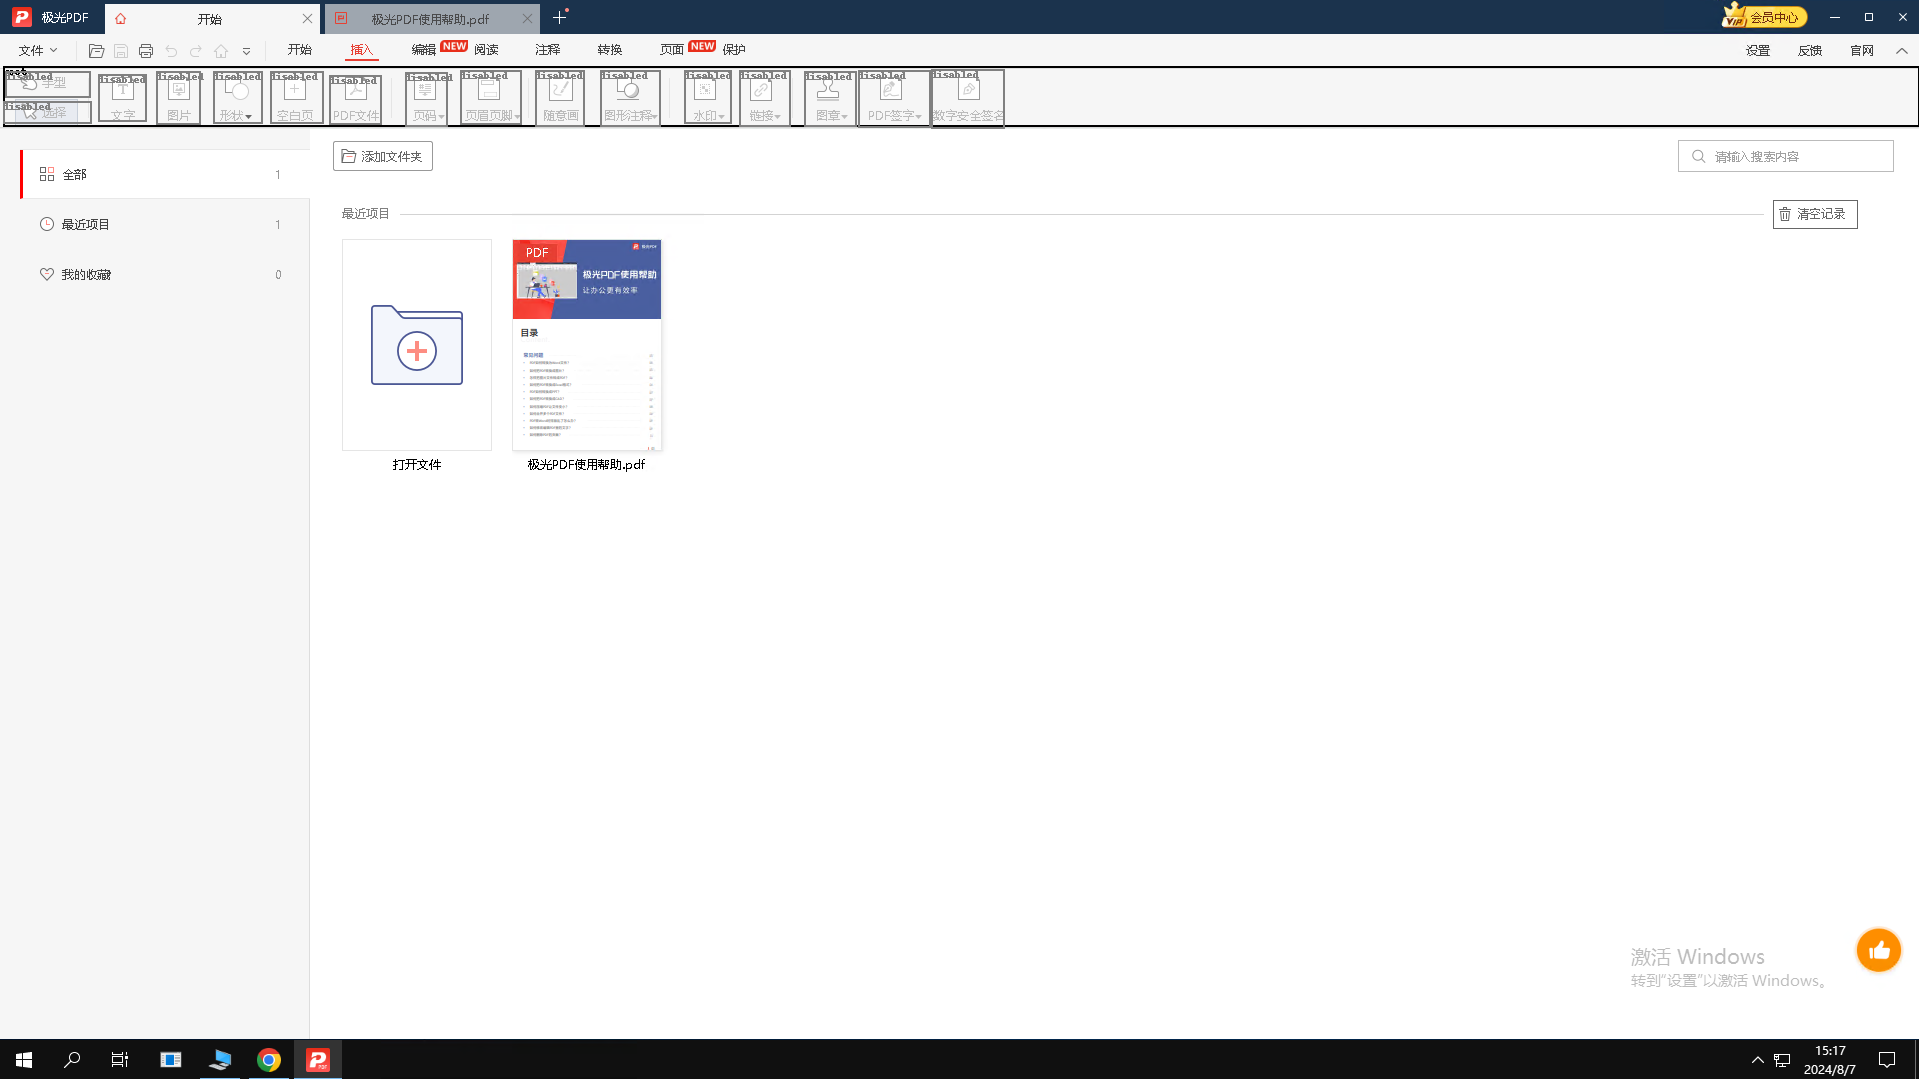 极光PDF
开始
极光PDF使用帮助.pdf
会员中心
文件
开始
插入
编辑
NEW
阅读
注释
转换
页面
NEW
保护
设置
反馈
官网
手型
选择
文字
图片
形状
空白页
PDF文件
页码
页眉页脚
随意画
图形注释
水印
链接
图章
PDF签字
数字安全签名
disabled
disabled
disabled
disabled
disabled
disabled
disabled
disabled
disabled
disabled
disabled
disabled
disabled
disabled
全部 1
最近项目 1
我的收藏 0
添加文件夹
请输入搜索内容
最近项目
清空记录
PDF
极光PDF
极光PDF使用帮助
让办公更有效率
目录
常见问题
打开文件
极光PDF使用帮助.pdf
激活 Windows
转到“设置”以激活 Windows。
15:17
2024/8/7